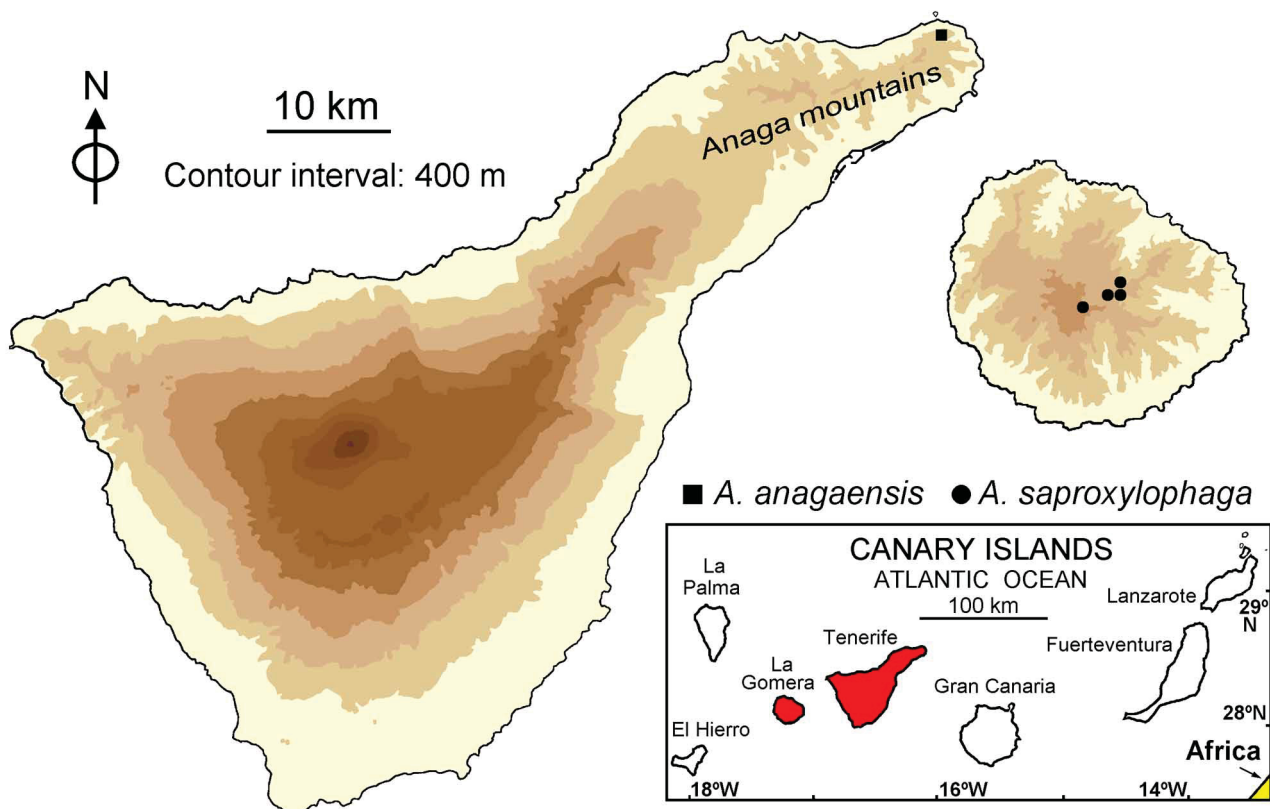 N
10 km
Contour interval: 400 m
Anaga mountains
A. anagaensis
A. saproxylophaga
CANARY ISLANDS
ATLANTIC OCEAN
100 km
La
Palma
Lanzarote
29º
N
Tenerife
Fuerteventura
La
Gomera
Gran Canaria
28ºN
El Hierro
Africa
18ºW
16ºW
14ºW